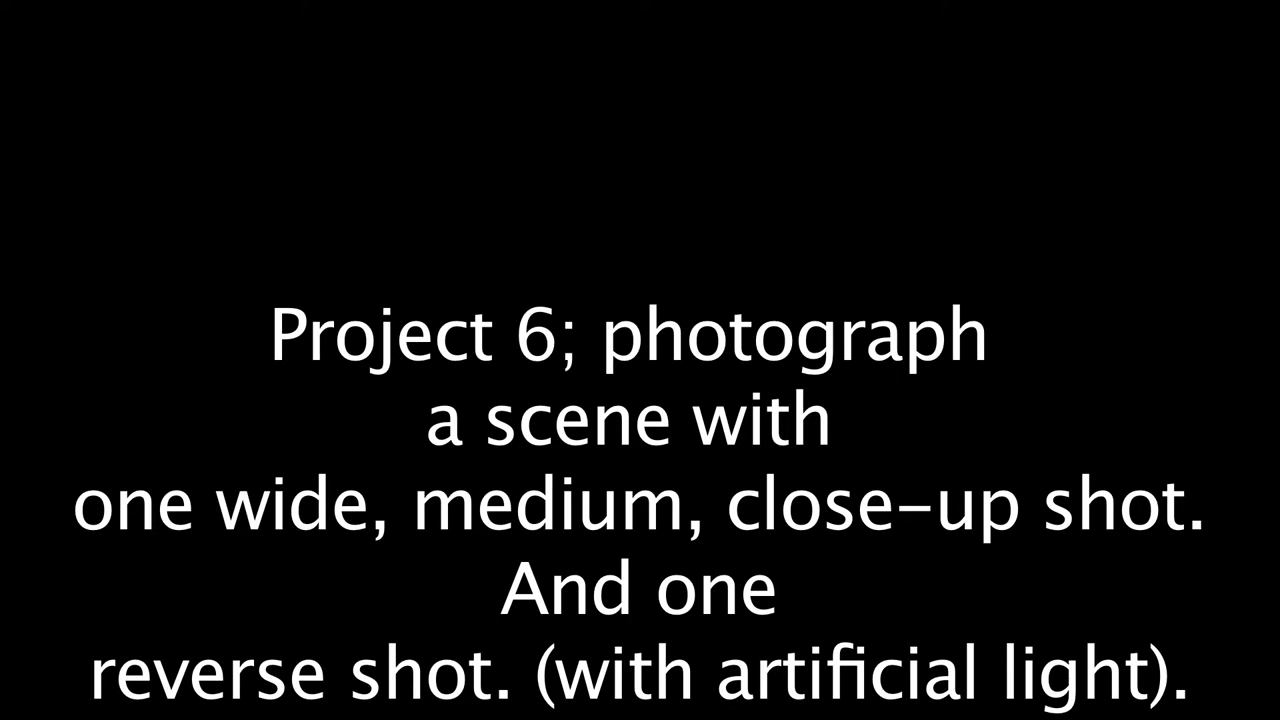 Project 6; photograph
a scene with
one wide, medium, close-up shot.
And one
reverse shot. (with artificial light).